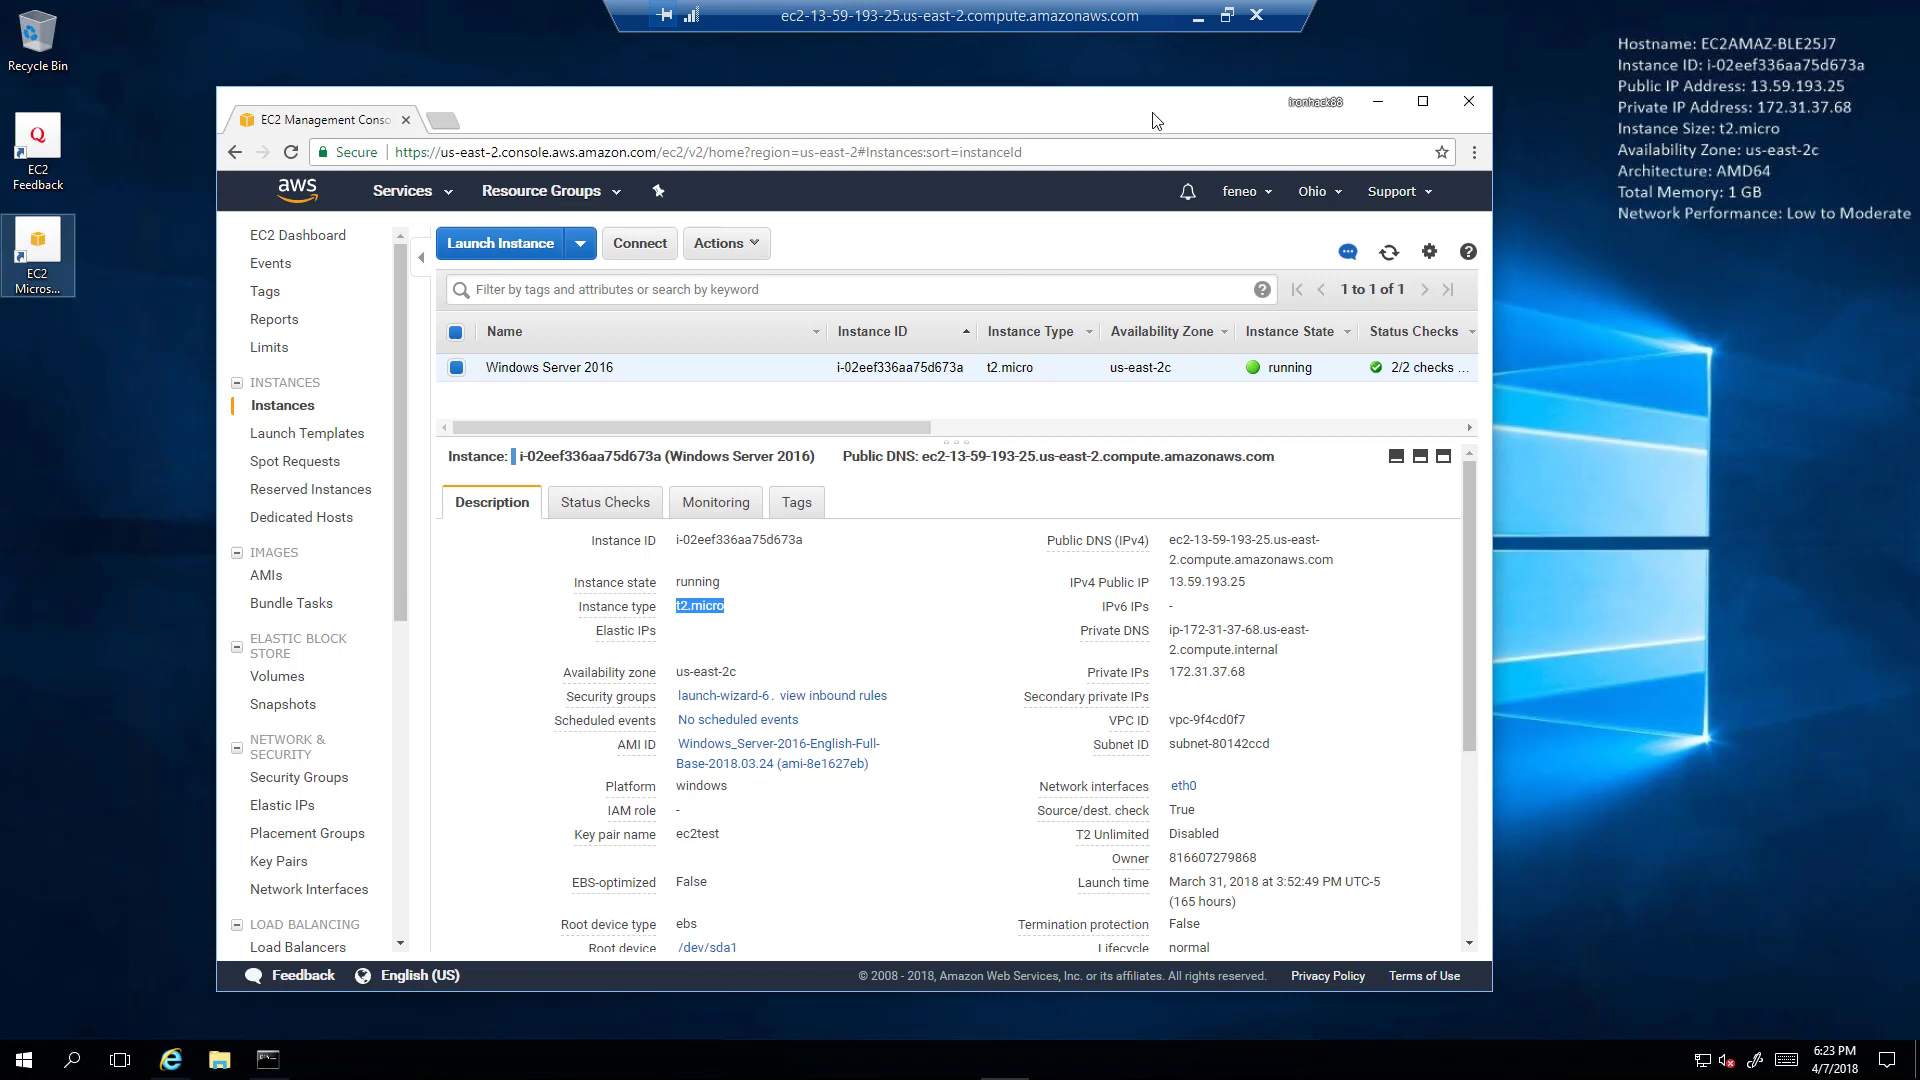 Recycle Bin
EC2
Feedback
EC2
Micros...
ec2-13-59-193-25.us-east-2.compute.amazonaws.com
Hostname: EC2AMAZ-BLE25J7
Instance ID: i-02eef336aa75d673a
Public IP Address: 13.59.193.25
Private IP Address: 172.31.37.68
Instance Size: t2.micro
Availability Zone: us-east-2c
Architecture: AMD64
Total Memory: 1 GB
Network Performance: Low to Moderate
ironhack88
EC2 Management Conso
Secure
https://us-east-2.console.aws.amazon.com/ec2/v2/home?region=us-east-2#Instances:sort=instanceId
aws
Services
Resource Groups
feneo
Ohio
Support
EC2 Dashboard
Events
Tags
Reports
Limits
INSTANCES
Instances
Launch Templates
Spot Requests
Reserved Instances
Dedicated Hosts
IMAGES
AMIs
Bundle Tasks
ELASTIC BLOCK
STORE
Volumes
Snapshots
NETWORK &
SECURITY
Security Groups
Elastic IPs
Placement Groups
Key Pairs
Network Interfaces
LOAD BALANCING
Load Balancers
Launch Instance
Connect
Actions
Filter by tags and attributes or search by keyword
1 to 1 of 1
Name Instance ID Instance Type Availability Zone Instance State Status Checks
Windows Server 2016 i-02eef336aa75d673a t2.micro us-east-2c running 2/2 checks ...
Instance: i-02eef336aa75d673a (Windows Server 2016) Public DNS: ec2-13-59-193-25.us-east-2.compute.amazonaws.com
Description
Status Checks
Monitoring
Tags
Instance ID i-02eef336aa75d673a
Instance state running
Instance type t2.micro
Elastic IPs
Availability zone us-east-2c
Security groups launch-wizard-6. view inbound rules
Scheduled events No scheduled events
AMI ID Windows_Server-2016-English-Full-
Base-2018.03.24 (ami-8e1627eb)
Platform windows
IAM role -
Key pair name ec2test
EBS-optimized False
Root device type ebs
Root device /dev/sda1
Public DNS (IPv4) ec2-13-59-193-25.us-east-
2.compute.amazonaws.com
IPv4 Public IP 13.59.193.25
IPv6 IPs -
Private DNS ip-172-31-37-68.us-east-
2.compute.internal
Private IPs 172.31.37.68
Secondary private IPs
VPC ID vpc-9f4cd0f7
Subnet ID subnet-80142ccd
Network interfaces eth0
Source/dest. check True
T2 Unlimited Disabled
Owner 816607279868
Launch time March 31, 2018 at 3:52:49 PM UTC-5
(165 hours)
Termination protection False
Lifecycle normal
Feedback
English (US)
© 2008 - 2018, Amazon Web Services, Inc. or its affiliates. All rights reserved.
Privacy Policy
Terms of Use
6:23 PM
4/7/2018